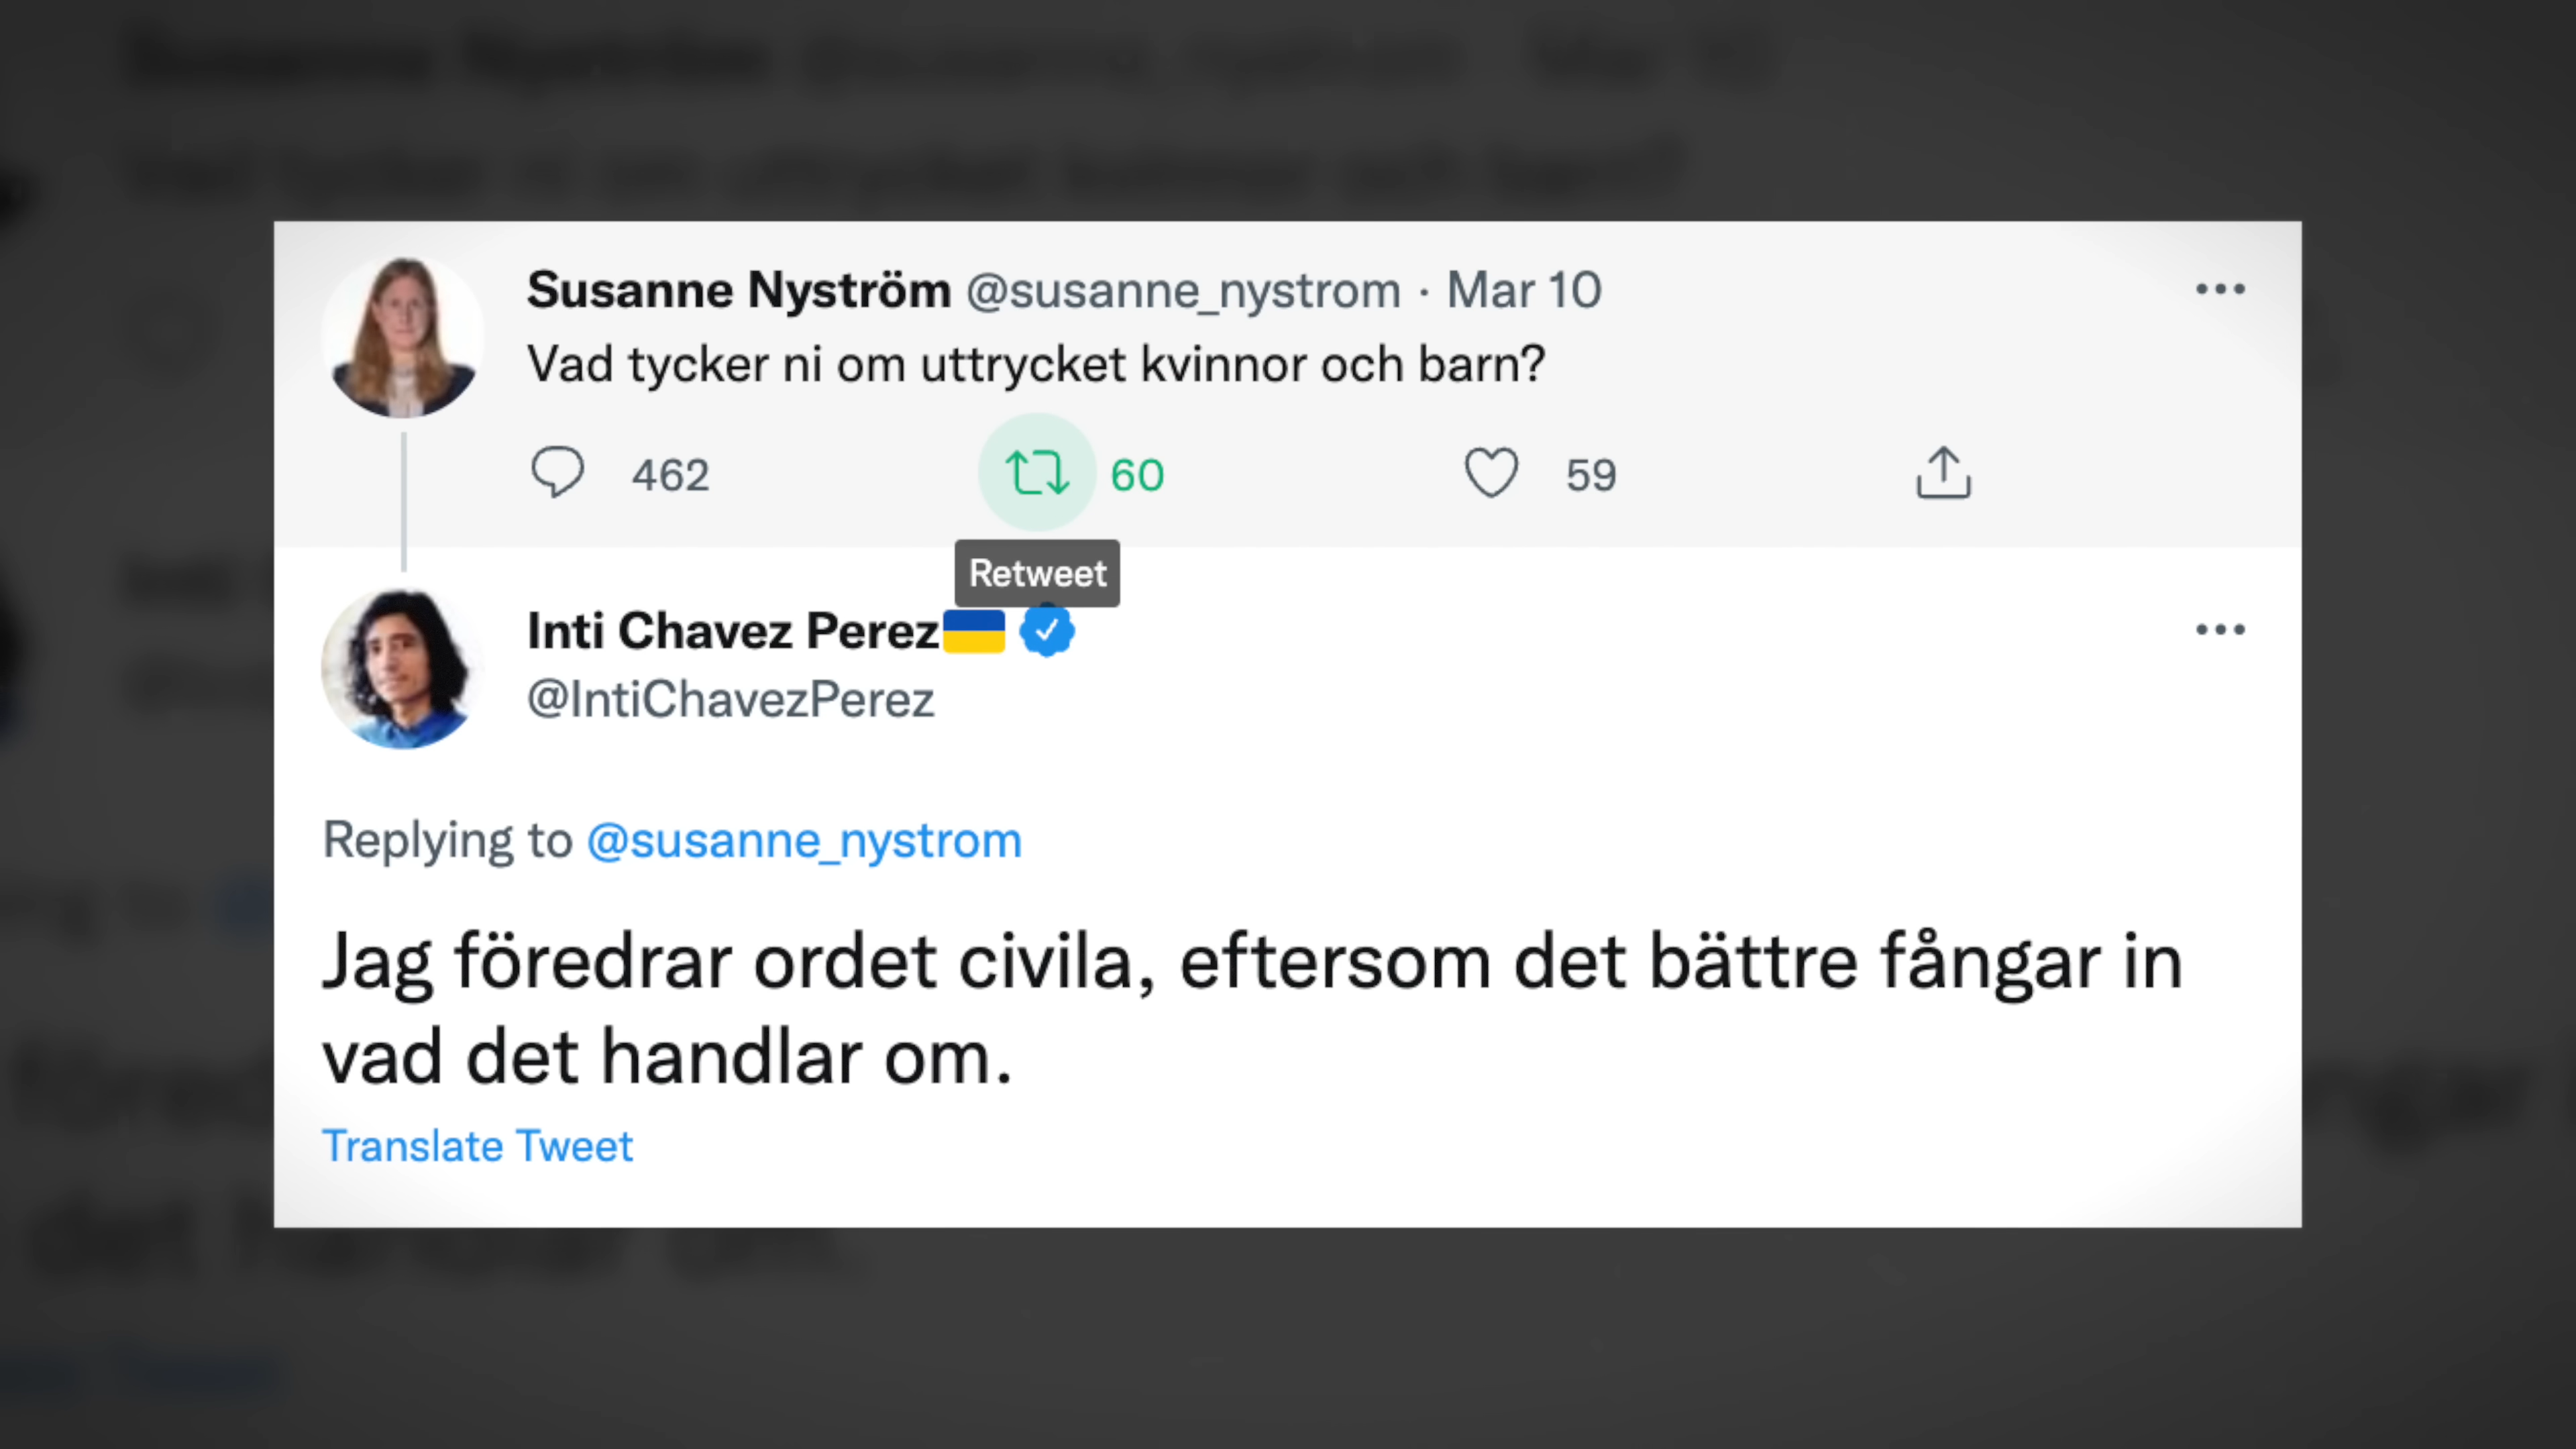 Susanne Nyström @susanne_nystrom · Mar 10
Vad tycker ni om uttrycket kvinnor och barn?
462 60 59
Retweet
Inti Chavez Perez
@IntiChavezPerez
Replying to @susanne_nystrom
Jag föredrar ordet civila, eftersom det bättre fångar in
vad det handlar om.
Translate Tweet